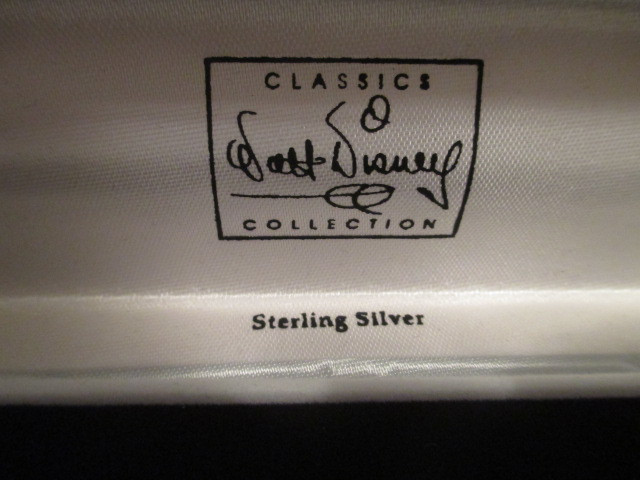 CLASSICS
Walt Disney
COLLECTION
Sterling Silver